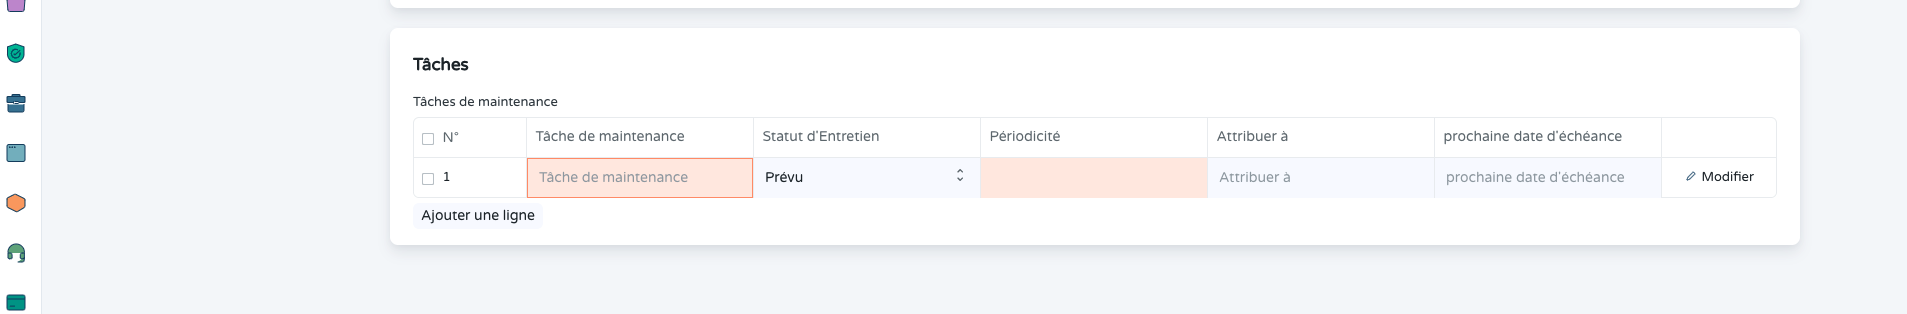 Tâches
Tâches de maintenance
N° Tâche de maintenance Statut d'Entretien Périodicité Attribuer à prochaine date d'échéance
1 Tâche de maintenance Prévu Attribuer à prochaine date d'échéance Modifier
Ajouter une ligne